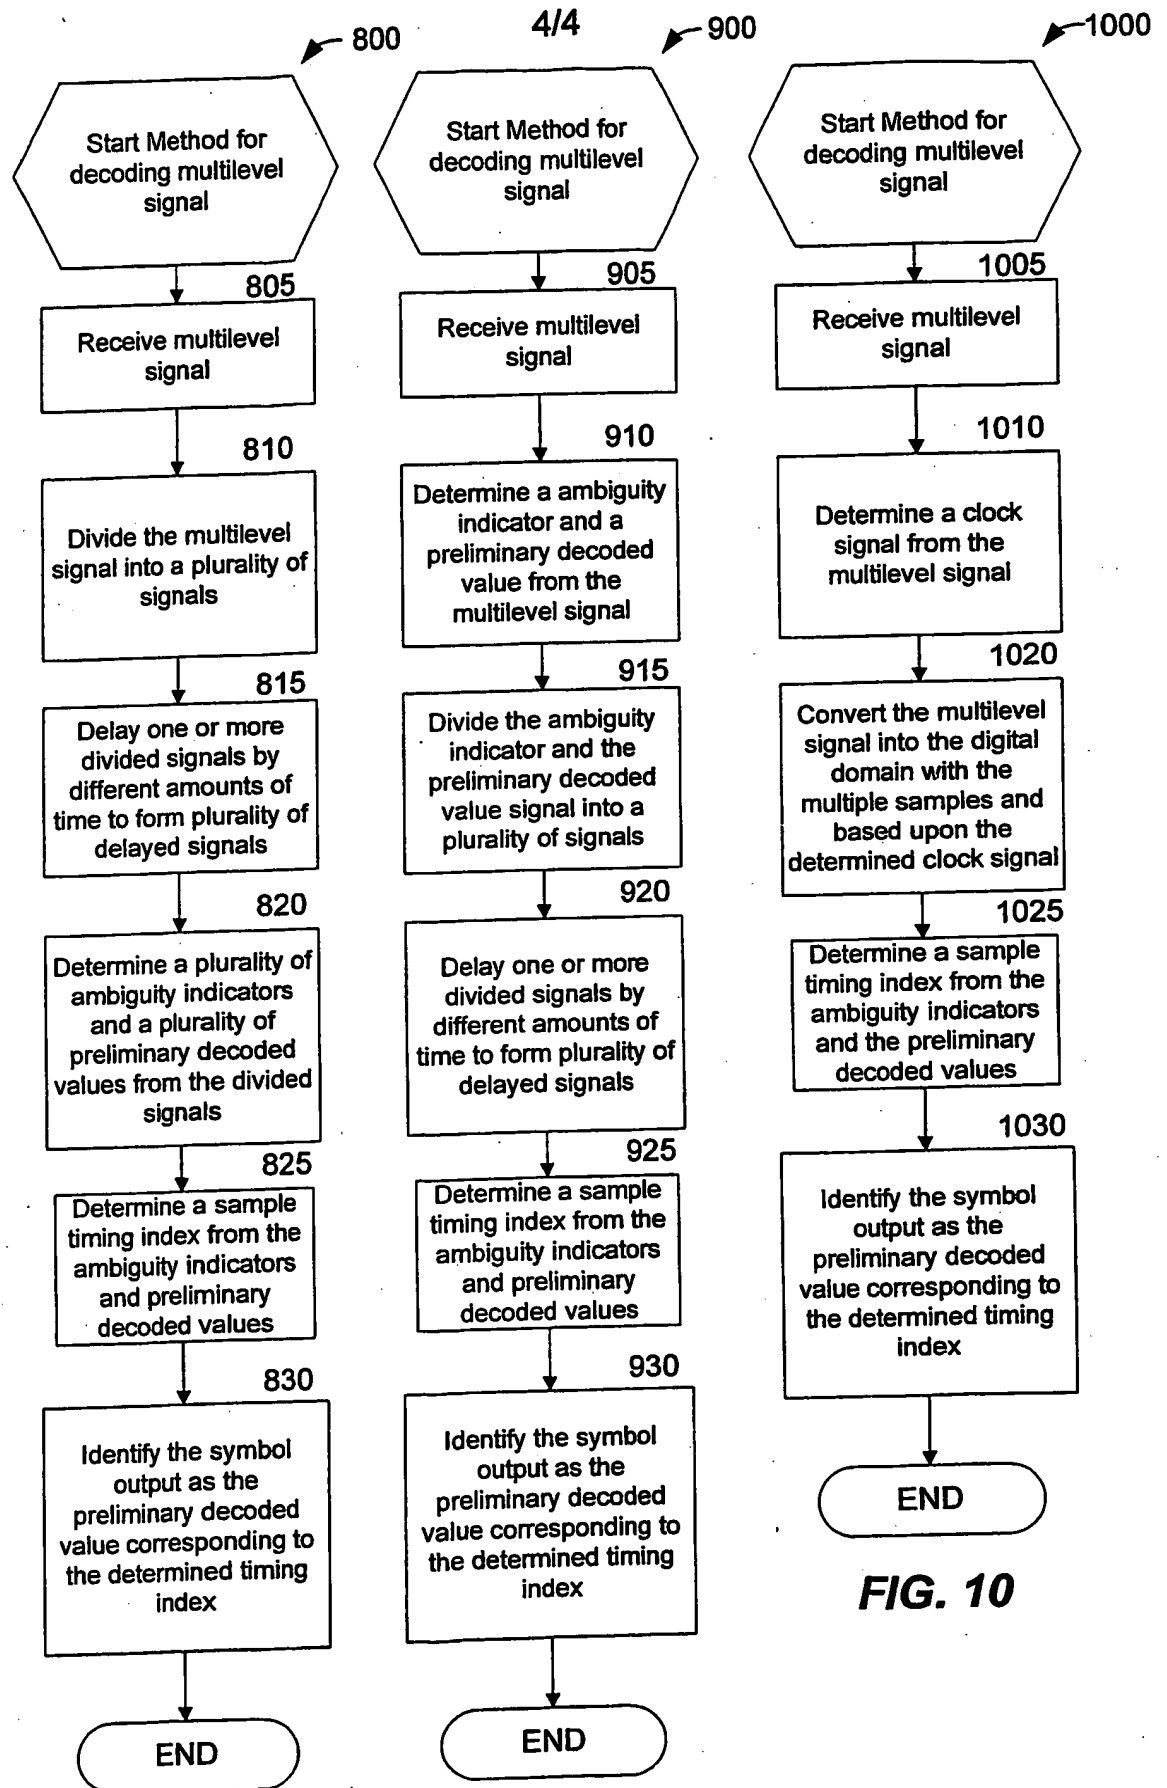 4/4
800
Start Method for
decoding multilevel
signal
805
Receive multilevel
signal
810
Divide the multilevel
signal into a plurality of
signals
815
Delay one or more
divided signals by
different amounts of
time to form plurality of
delayed signals
820
Determine a plurality of
ambiguity indicators
and a plurality of
preliminary decoded
values from the divided
signals
825
Determine a sample
timing index from the
ambiguity indicators
and preliminary
decoded values
830
Identify the symbol
output as the
preliminary decoded
value corresponding to
the determined timing
index
END
900
Start Method for
decoding multilevel
signal
905
Receive multilevel
signal
910
Determine a ambiguity
indicator and a
preliminary decoded
value from the
multilevel signal
915
Divide the ambiguity
indicator and the
preliminary decoded
value signal into a
plurality of signals
920
Delay one or more
divided signals by
different amounts of
time to form plurality of
delayed signals
925
Determine a sample
timing index from the
ambiguity indicators
and preliminary
decoded values
930
Identify the symbol
output as the
preliminary decoded
value corresponding to
the determined timing
index
END
1000
Start Method for
decoding multilevel
signal
1005
Receive multilevel
signal
1010
Determine a clock
signal from the
multilevel signal
1020
Convert the multilevel
signal into the digital
domain with the
multiple samples and
based upon the
determined clock signal
1025
Determine a sample
timing index from the
ambiguity indicators
and the preliminary
decoded values
1030
Identify the symbol
output as the
preliminary decoded
value corresponding to
the determined timing
index
END
FIG. 10